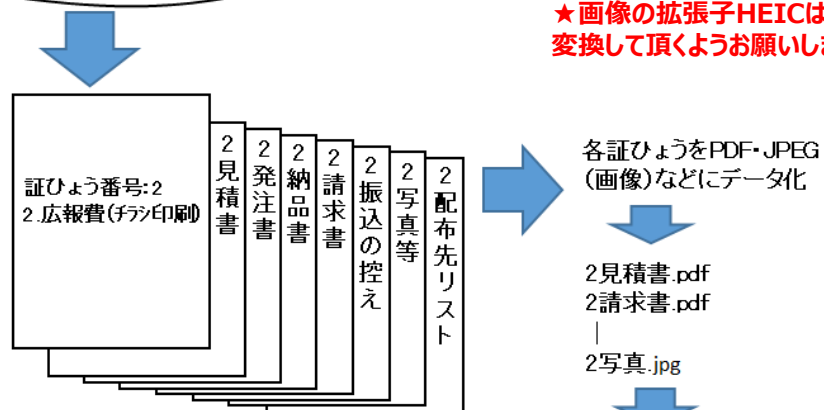 ★画像の拡張子HEICは
変換して頂くようお願いしま
証ひょう番号:2
2.広報費(チラシ印刷)
2見積書
2発注書
2納品書
2請求書
2振込の控え
2写真等
2配布先リスト
各証ひょうをPDF・JPEG
(画像)などにデータ化
2見積書.pdf
2請求書.pdf
|
2写真.jpg